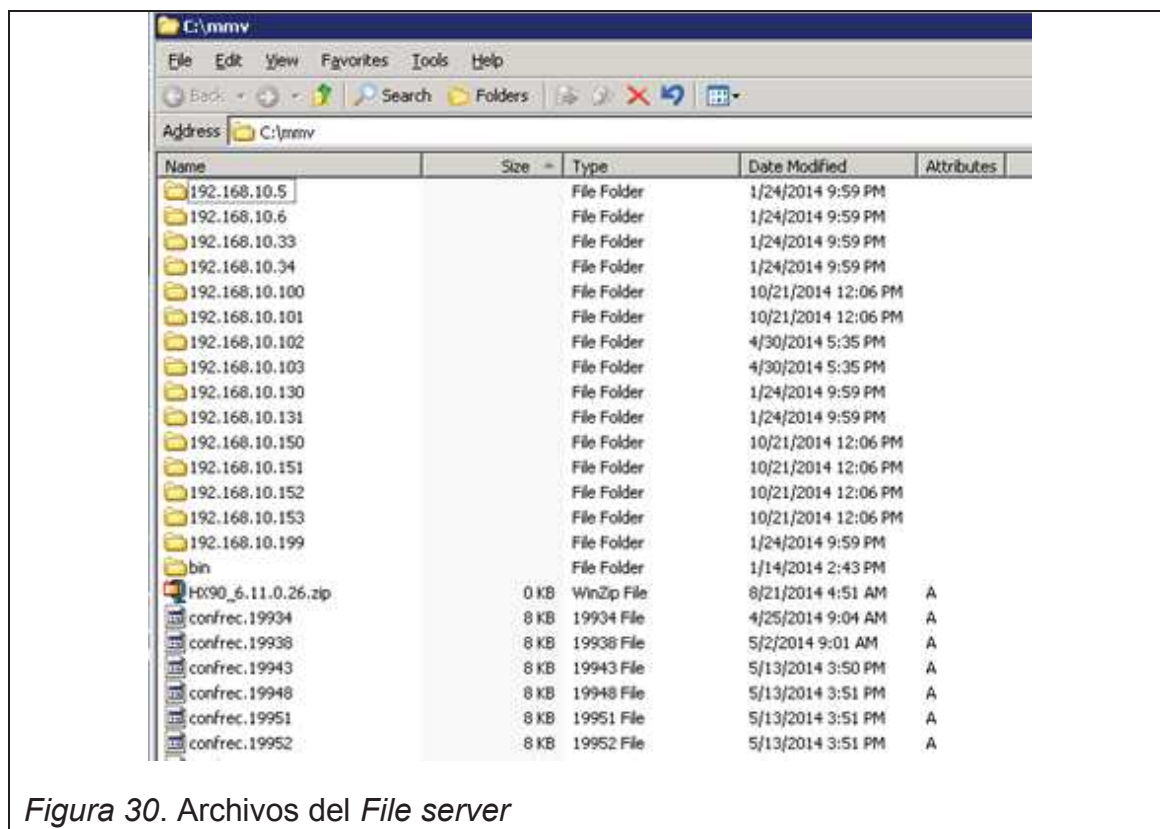 C:\mmv
File Edit View Favorites Tools Help
Back Search Folders
Address C:\mmv
Name Size Type Date Modified Attributes
192.168.10.5 File Folder 1/24/2014 9:59 PM
192.168.10.6 File Folder 1/24/2014 9:59 PM
192.168.10.33 File Folder 1/24/2014 9:59 PM
192.168.10.34 File Folder 1/24/2014 9:59 PM
192.168.10.100 File Folder 10/21/2014 12:06 PM
192.168.10.101 File Folder 10/21/2014 12:06 PM
192.168.10.102 File Folder 4/30/2014 5:35 PM
192.168.10.103 File Folder 4/30/2014 5:35 PM
192.168.10.130 File Folder 1/24/2014 9:59 PM
192.168.10.131 File Folder 1/24/2014 9:59 PM
192.168.10.150 File Folder 10/21/2014 12:06 PM
192.168.10.151 File Folder 10/21/2014 12:06 PM
192.168.10.152 File Folder 10/21/2014 12:06 PM
192.168.10.153 File Folder 10/21/2014 12:06 PM
192.168.10.199 File Folder 1/24/2014 9:59 PM
bin File Folder 1/14/2014 2:43 PM
HX90_6.11.0.26.zip 0 KB WinZip File 8/21/2014 4:51 AM A
confrec.19934 8 KB 19934 File 4/25/2014 9:04 AM A
confrec.19938 8 KB 19938 File 5/2/2014 9:01 AM A
confrec.19943 8 KB 19943 File 5/13/2014 3:50 PM A
confrec.19948 8 KB 19948 File 5/13/2014 3:51 PM A
confrec.19951 8 KB 19951 File 5/13/2014 3:51 PM A
confrec.19952 8 KB 19952 File 5/13/2014 3:51 PM A
Figura 30. Archivos del File server